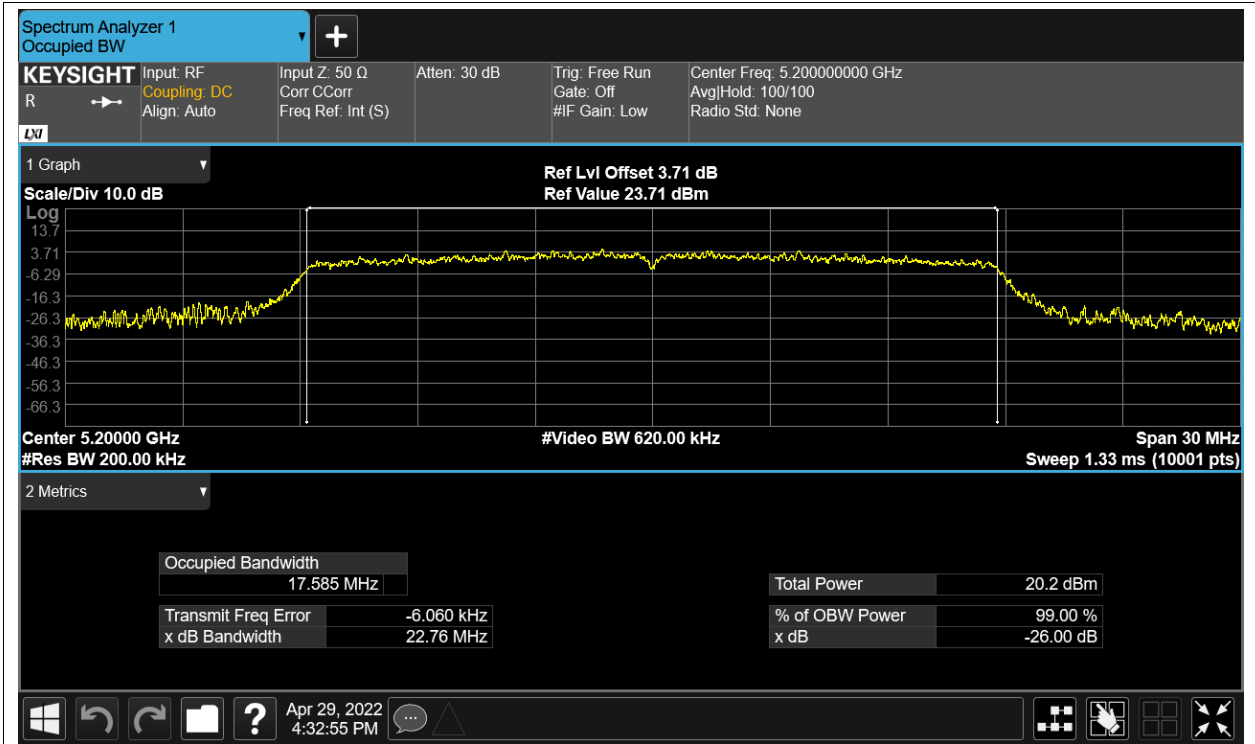 Spectrum Analyzer 1
Occupied BW
▼
+
KEYSIGHT
R
LXI
Input: RF
Coupling: DC
Align: Auto
Input Z: 50 Ω
Corr CCorr
Freq Ref: Int (S)
Atten: 30 dB
Trig: Free Run
Gate: Off
#IF Gain: Low
Center Freq: 5.200000000 GHz
Avg|Hold: 100/100
Radio Std: None
1 Graph ▼
Scale/Div 10.0 dB
Ref Lvl Offset 3.71 dB
Ref Value 23.71 dBm
Log
13.7
3.71
-6.29
-16.3
-26.3
-36.3
-46.3
-56.3
-66.3
Center 5.20000 GHz
#Res BW 200.00 kHz
#Video BW 620.00 kHz
Span 30 MHz
Sweep 1.33 ms (10001 pts)
2 Metrics ▼
Occupied Bandwidth
17.585 MHz
Transmit Freq Error -6.060 kHz
x dB Bandwidth 22.76 MHz
Total Power 20.2 dBm
% of OBW Power 99.00 %
x dB -26.00 dB
?
Apr 29, 2022
4:32:55 PM
...